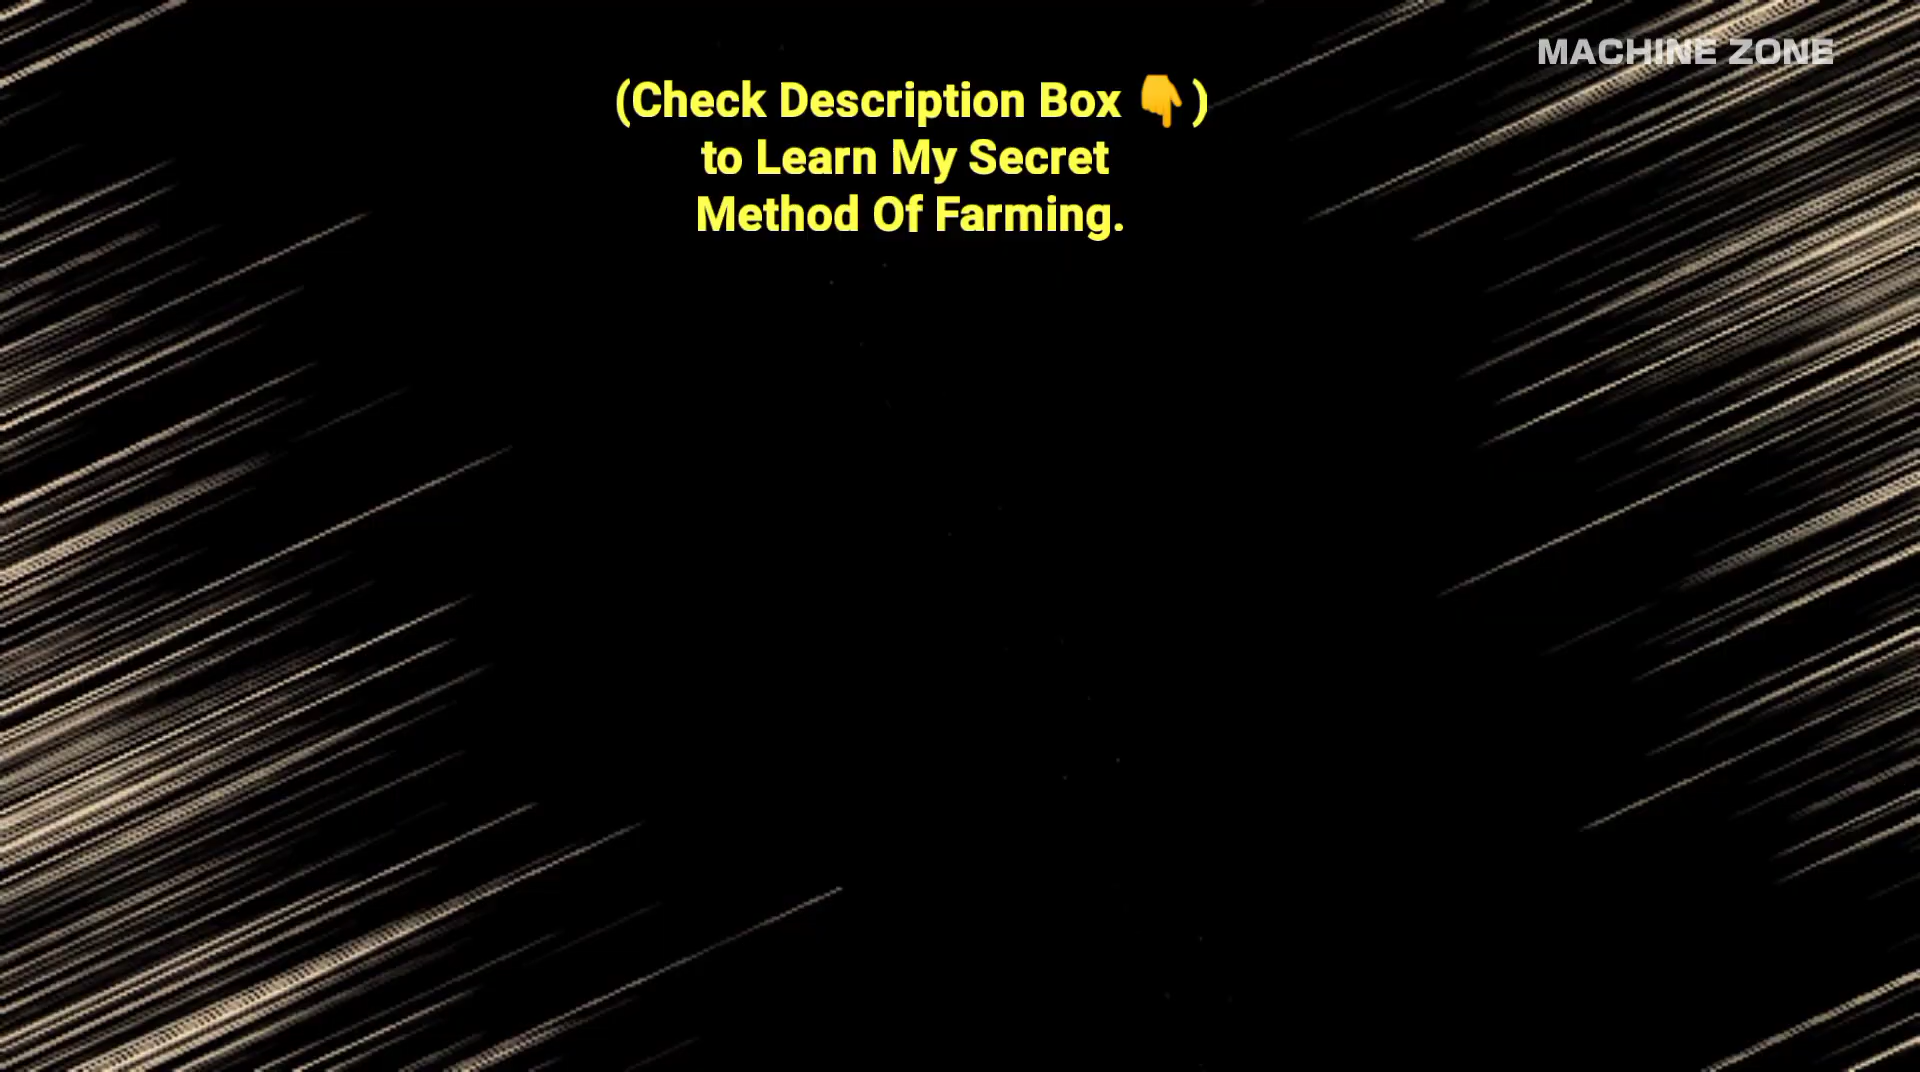 MACHINE ZONE
(Check Description Box 👇)
to Learn My Secret
Method Of Farming.